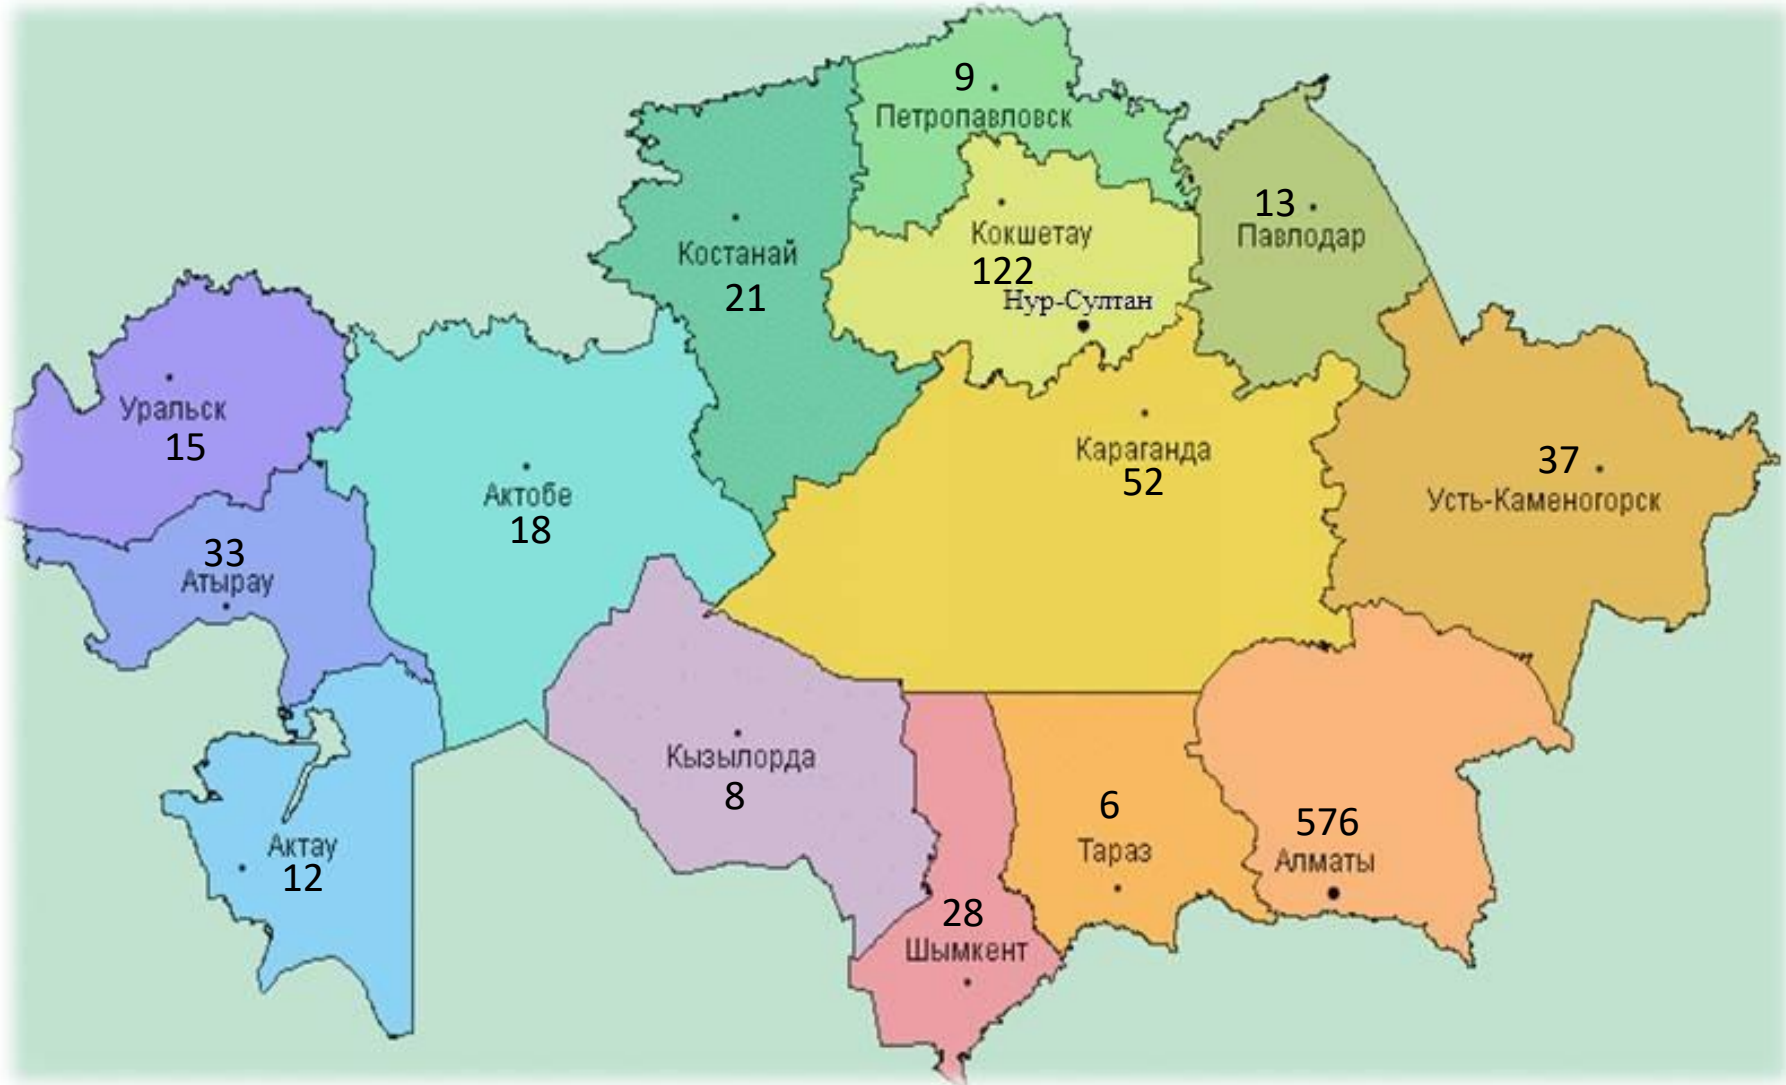 9
Петропавловск
13
Павлодар
Кокшетау
122
Нур-Султан
Костанай
21
Уральск
15
Караганда
52
37
Усть-Каменогорск
Актобе
18
33
Атырау
Кызылорда
8
6
Тараз
576
Алматы
Актау
12
28
Шымкент